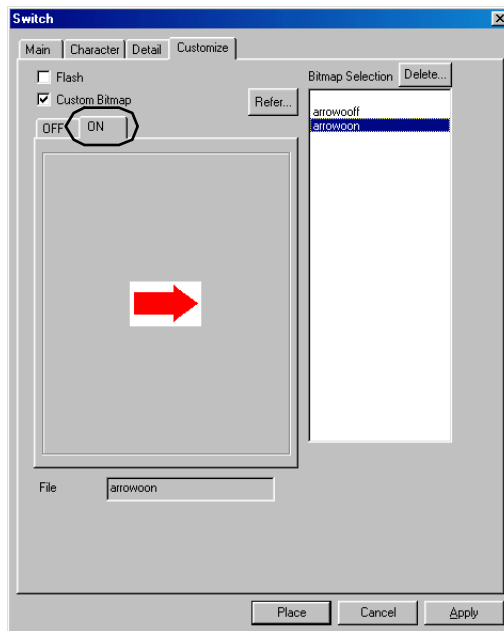 Switch
Main Character Detail Customize
Flash
Bitmap Selection Delete...
Custom Bitmap
Refer...
OFF ON
arrowooff
arrowoon
File arrowoon
Place Cancel Apply